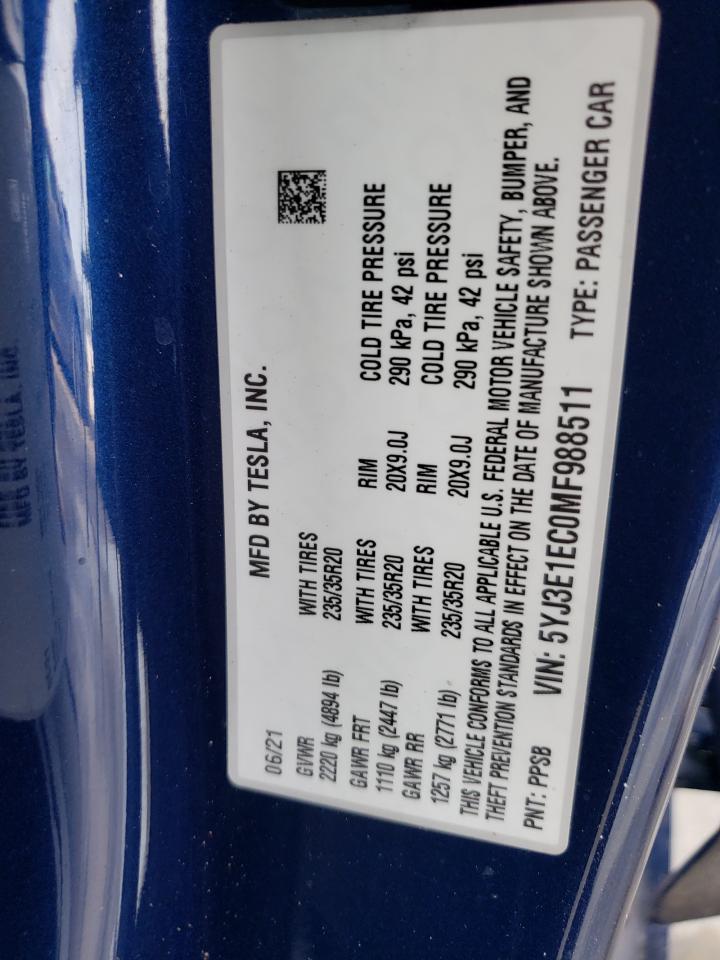 MFD BY TESLA, INC.
06/21
GVWR WITH TIRES
2220 kg (4894 lb) 235/35R20
GAWR FRT WITH TIRES RIM COLD TIRE PRESSURE
1110 kg (2447 lb) 235/35R20 20X9.0J 290 kPa, 42 psi
GAWR RR WITH TIRES RIM COLD TIRE PRESSURE
1257 kg (2771 lb) 235/35R20 20X9.0J 290 kPa, 42 psi
THIS VEHICLE CONFORMS TO ALL APPLICABLE U.S. FEDERAL MOTOR VEHICLE SAFETY, BUMPER, AND
THEFT PREVENTION STANDARDS IN EFFECT ON THE DATE OF MANUFACTURE SHOWN ABOVE.
PNT: PPSB VIN: 5YJ3E1EC0MF988511 TYPE: PASSENGER CAR
MFG BY TESLA, INC.